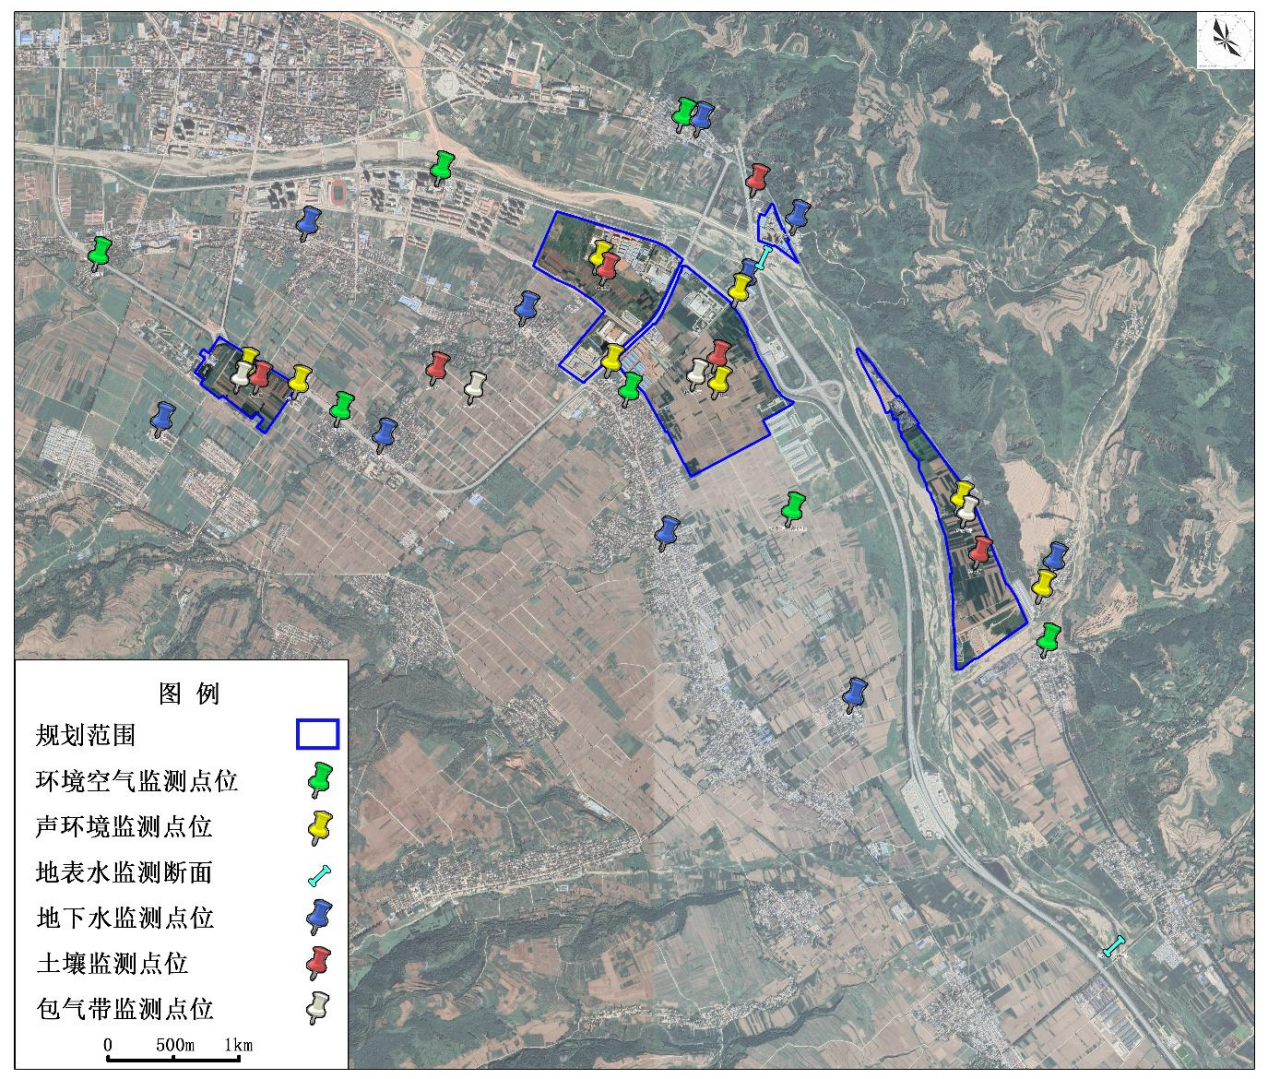 图 例
规划范围
环境空气监测点位
声环境监测点位
地表水监测断面
地下水监测点位
土壤监测点位
包气带监测点位
0 500m 1km